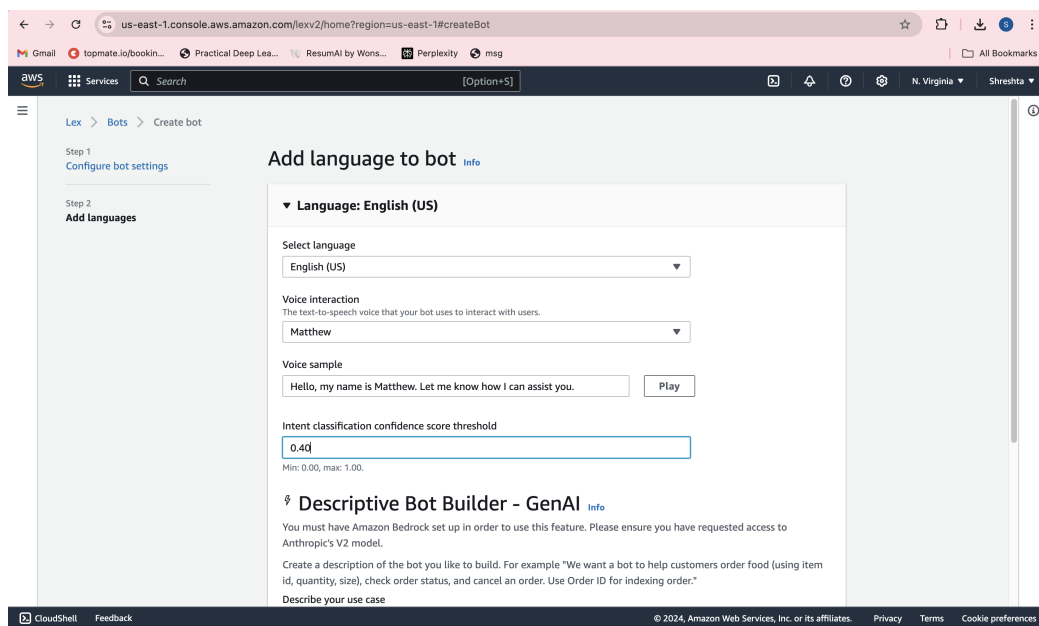 us-east-1.console.aws.amazon.com/lexv2/home?region=us-east-1#createBot
S
Gmail topmate.io/bookin... Practical Deep Lea... ResumAI by Wons... Perplexity msg All Bookmarks
aws Services Search [Option+S] N. Virginia ▼ Shreshta ▼
Lex > Bots > Create bot
Step 1
Configure bot settings
Step 2
Add languages
Add language to bot Info
▼ Language: English (US)
Select language
English (US)
Voice interaction
The text-to-speech voice that your bot uses to interact with users.
Matthew
Voice sample
Hello, my name is Matthew. Let me know how I can assist you. Play
Intent classification confidence score threshold
0.40
Min: 0.00, max: 1.00.
Descriptive Bot Builder - GenAI Info
You must have Amazon Bedrock set up in order to use this feature. Please ensure you have requested access to
Anthropic's V2 model.
Create a description of the bot you like to build. For example "We want a bot to help customers order food (using item
id, quantity, size), check order status, and cancel an order. Use Order ID for indexing order."
Describe your use case
CloudShell Feedback © 2024, Amazon Web Services, Inc. or its affiliates. Privacy Terms Cookie preferences